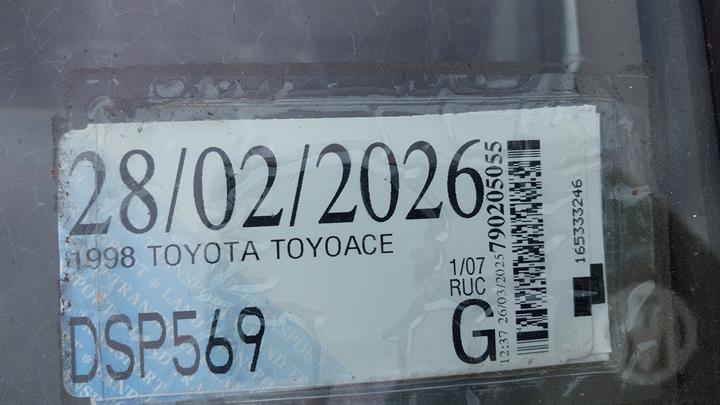 28/02/2026
1998 TOYOTA TOYOACE
1/07
RUC
DSP569
G
12:37 26/03/2025
790205055
165333246